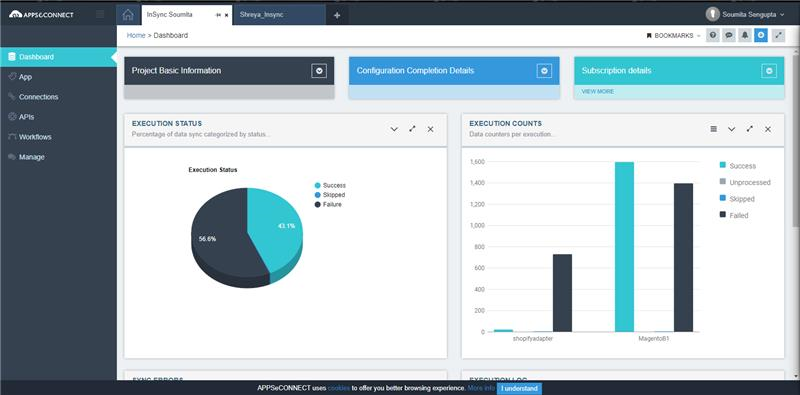 APPSeCONNECT
InSync Soumita
Shreya_Insync
Soumita Sengupta
Home > Dashboard
BOOKMARKS
Dashboard
App
Connections
APIs
Workflows
Manage
Project Basic Information
Configuration Completion Details
Subscription details
VIEW MORE
EXECUTION STATUS
Percentage of data sync categorized by status...
Execution Status
Success
Skipped
Failure
43.1%
56.6%
EXECUTION COUNTS
Data counters per execution...
1,600
1,400
1,200
1,000
800
600
400
200
0
shopifyadapter
MagentoB1
Success
Unprocessed
Skipped
Failed
SYNC ERRORS
EXECUTION LOG
APPSeCONNECT uses cookies to offer you better browsing experience. More info
I understand